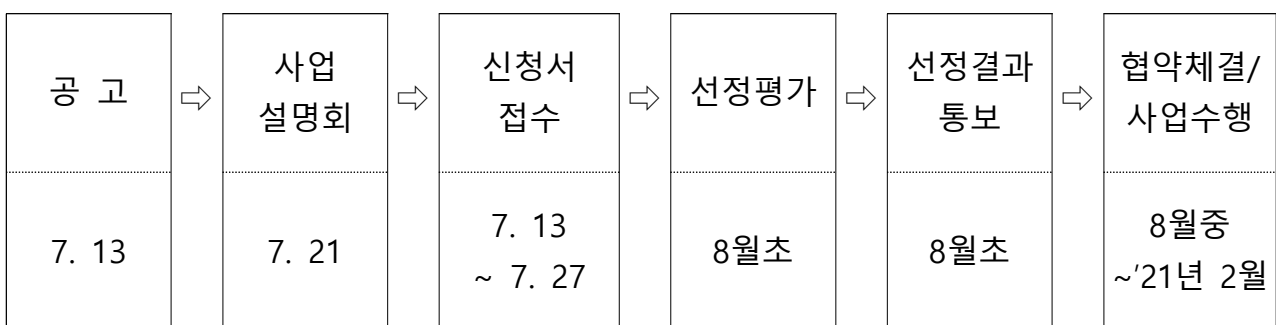 공 고
⇨
사업
설명회
⇨
신청서
접수
⇨
선정평가
⇨
선정결과
통보
⇨
협약체결/
사업수행
7. 13
7. 21
7. 13
~ 7. 27
8월초
8월초
8월중
~'21년 2월